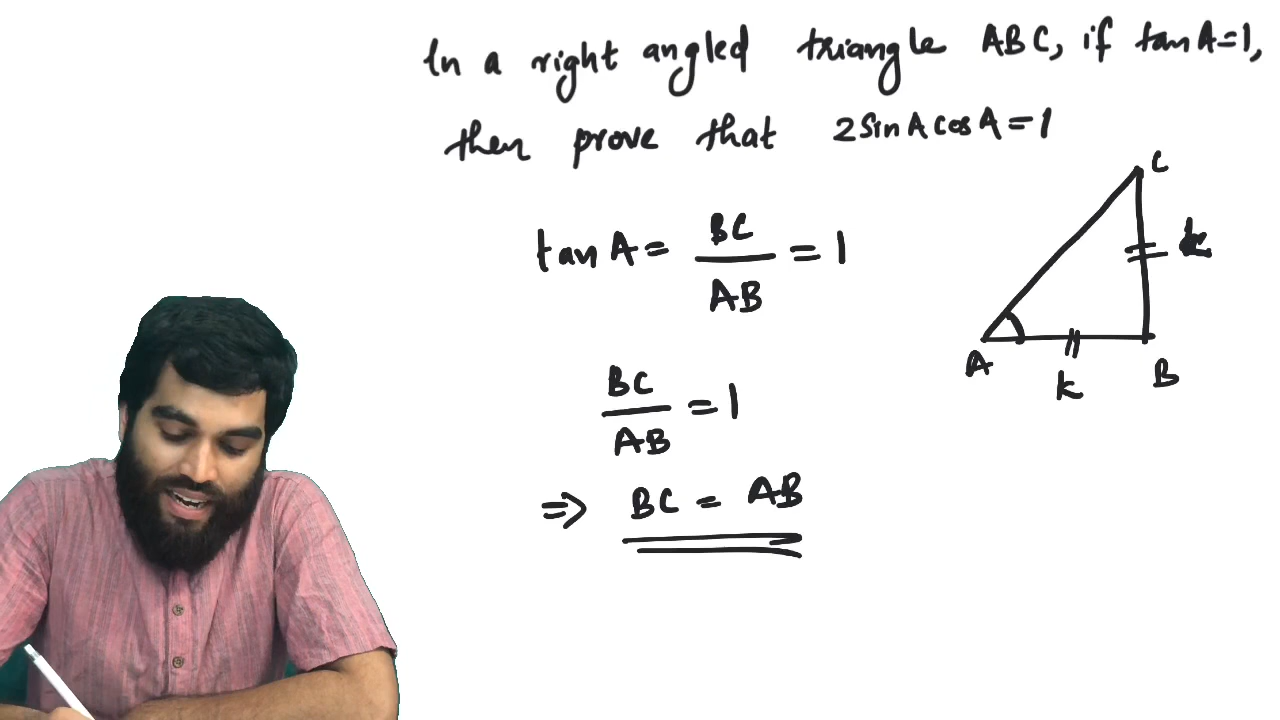 In a right angled triangle ABC, if tan A=1,
then prove that 2 sin A cos A = 1
C
tan A = BC/AB = 1
k
A
k
B
BC/AB = 1
=> BC = AB